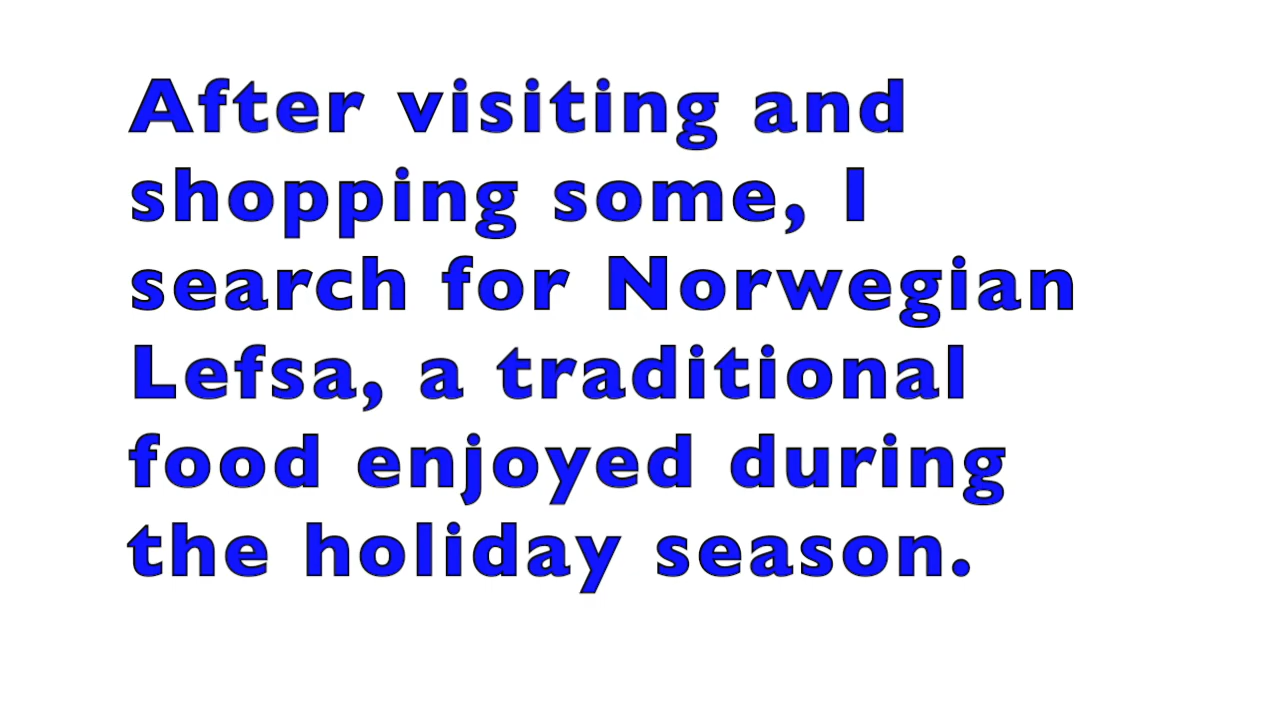 After visiting and
shopping some, I
search for Norwegian
Lefsa, a traditional
food enjoyed during
the holiday season.